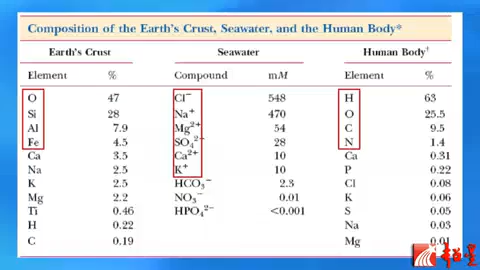 Composition of the Earth's Crust, Seawater, and the Human Body*
Earth's Crust Seawater Human Body†
Element % Compound mM Element %
O 47 Cl⁻ 548 H 63
Si 28 Na⁺ 470 O 25.5
Al 7.9 Mg²⁺ 54 C 9.5
Fe 4.5 SO₄²⁻ 28 N 1.4
Ca 3.5 Ca²⁺ 10 Ca 0.31
Na 2.5 K⁺ 10 P 0.22
K 2.5 HCO₃⁻ 2.3 Cl 0.08
Mg 2.2 NO₃⁻ 0.01 K 0.06
Ti 0.46 HPO₄²⁻ <0.001 S 0.05
H 0.22 Na 0.03
C 0.19 Mg 0.01